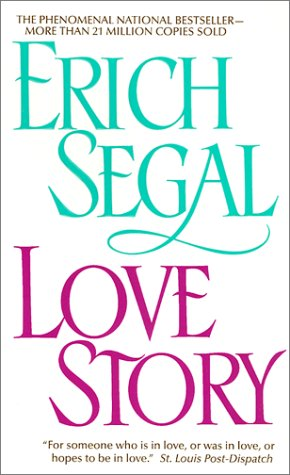 THE PHENOMENAL NATIONAL BESTSELLER—
MORE THAN 21 MILLION COPIES SOLD
ERICH
SEGAL
LOVE
STORY
"For someone who is in love, or was in love, or
hopes to be in love." St. Louis Post-Dispatch